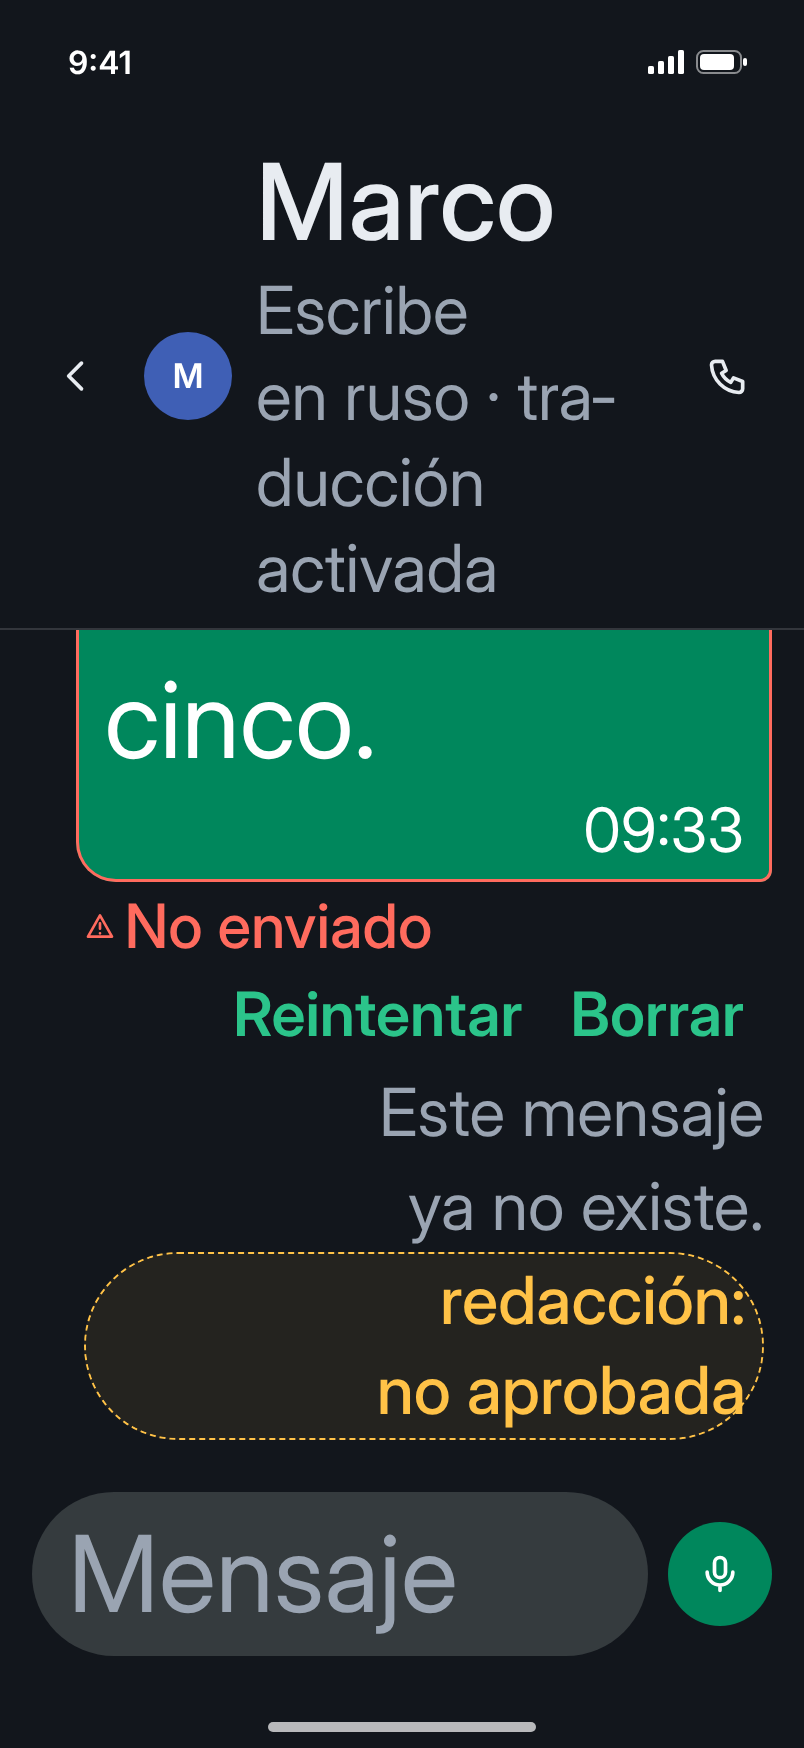 9:41
Marco
M
Escribe
en ruso · tra-
ducción
activada
cinco.
09:33
No enviado
Reintentar Borrar
Este mensaje
ya no existe.
redacción:
no aprobada
Mensaje